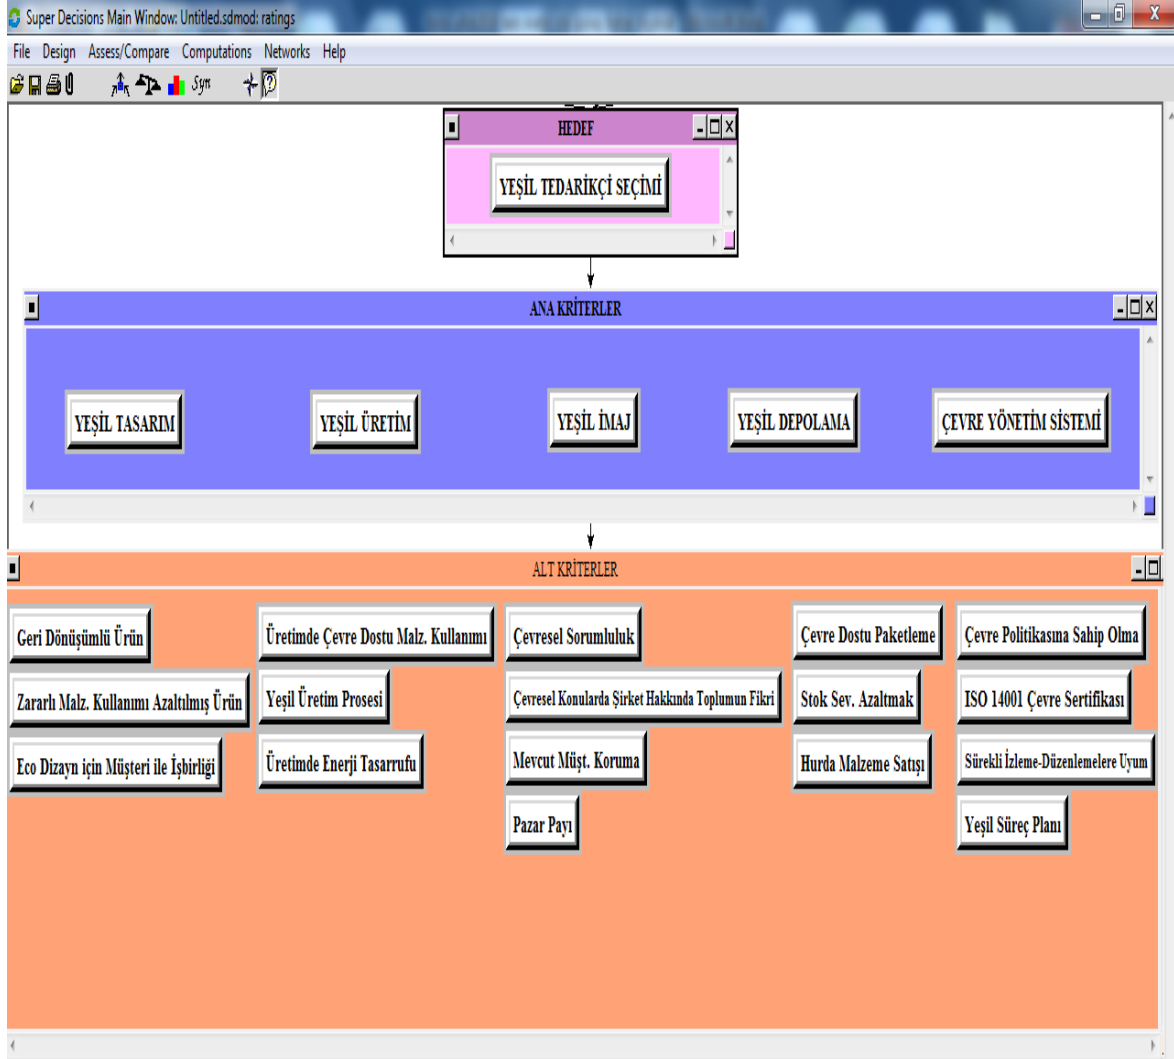 Super Decisions Main Window: Untitled.sdmod: ratings
File Design Assess/Compare Computations Networks Help
Syn
HEDEF
YEŞİL TEDARİKÇİ SEÇİMİ
ANA KRİTERLER
YEŞİL TASARIM
YEŞİL ÜRETİM
YEŞİL İMAJ
YEŞİL DEPOLAMA
ÇEVRE YÖNETİM SİSTEMİ
ALT KRİTERLER
Geri Dönüşümlü Ürün
Zararlı Malz. Kullanımı Azaltılmış Ürün
Eco Dizayn için Müşteri ile İşbirliği
Üretimde Çevre Dostu Malz. Kullanımı
Yeşil Üretim Prosesi
Üretimde Enerji Tasarrufu
Çevresel Sorumluluk
Çevresel Konularda Şirket Hakkında Toplumun Fikri
Mevcut Müşt. Koruma
Pazar Payı
Çevre Dostu Paketleme
Stok Sev. Azaltmak
Hurda Malzeme Satışı
Çevre Politikasına Sahip Olma
ISO 14001 Çevre Sertifikası
Sürekli İzleme-Düzenlemelere Uyum
Yeşil Süreç Planı